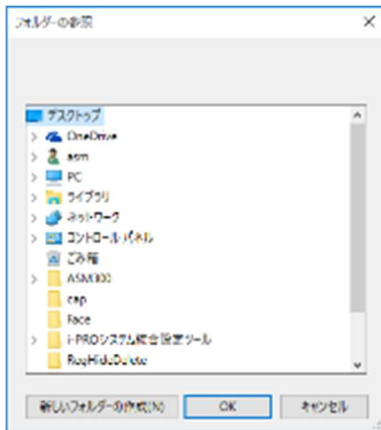 フォルダーの参照
デスクトップ
OneDrive
asm
PC
ライブラリ
ネットワーク
コントロール パネル
ごみ箱
ASM300
cap
Face
i-PROシステム統合設定ツール
RegHideDelete
新しいフォルダーの作成(N)
OK
キャンセル